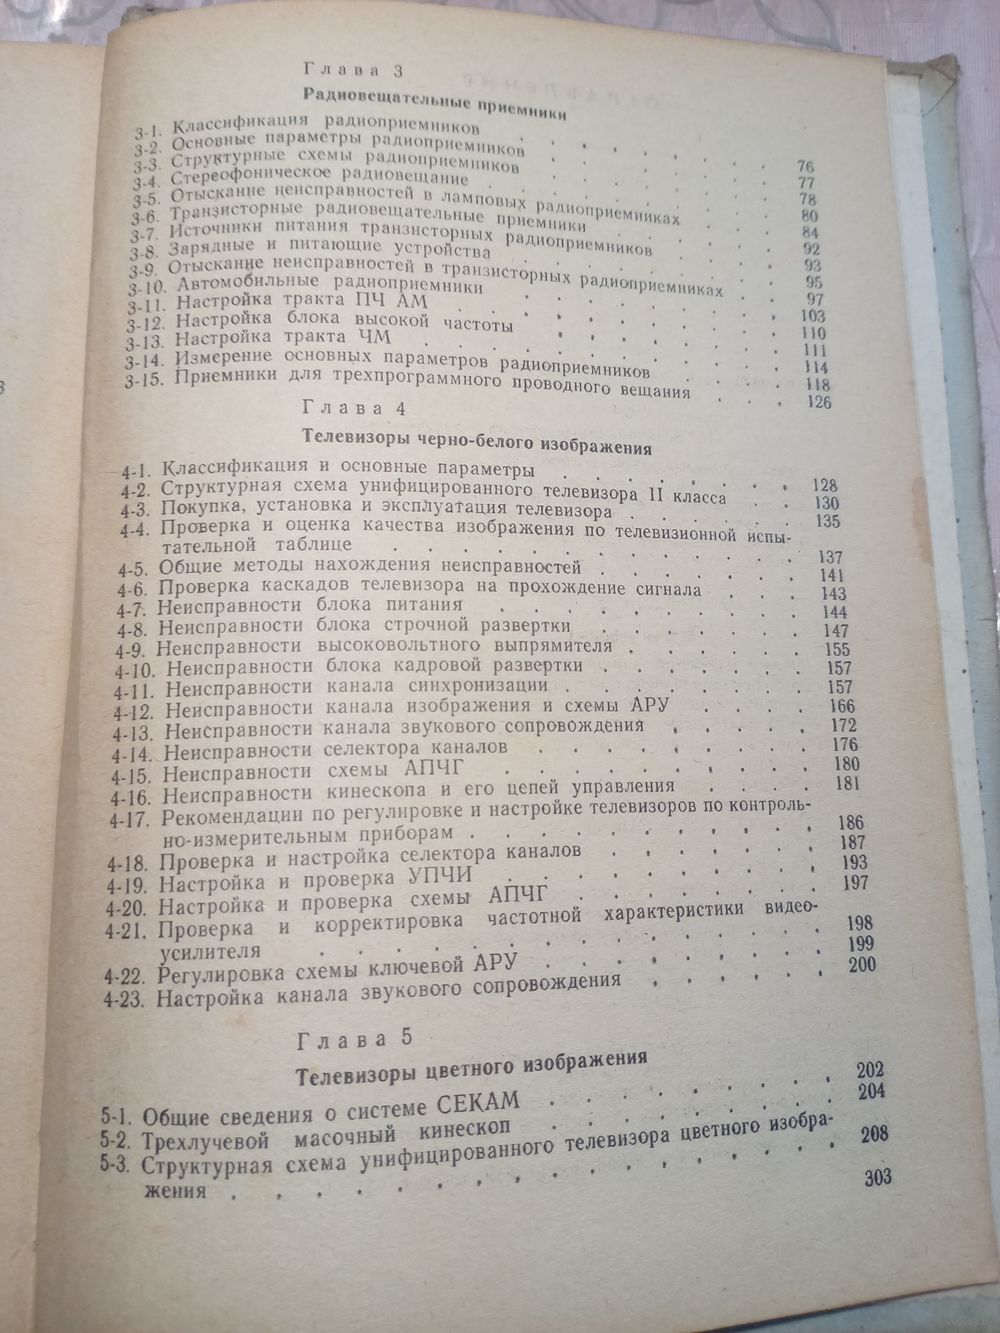 Глава 3
Радиовещательные приемники
3-1. Классификация радиоприемников . . . . . . 76
3-2. Основные параметры радиоприемников . . . . . 77
3-3. Структурные схемы радиоприемников . . . . . 78
3-4. Стереофоническое радиовещание . . . . . . 80
3-5. Отыскание неисправностей в ламповых радиоприемниках . . 84
3-6. Транзисторные радиовещательные приемники . . . . 92
3-7. Источники питания транзисторных радиоприемников . . . 93
3-8. Зарядные и питающие устройства . . . . . . 95
3-9. Отыскание неисправностей в транзисторных радиоприемниках . . 97
3-10. Автомобильные радиоприемники . . . . . . 103
3-11. Настройка тракта ПЧ АМ . . . . . . . 110
3-12. Настройка блока высокой частоты . . . . . . 111
3-13. Настройка тракта ЧМ . . . . . . . . 114
3-14. Измерение основных параметров радиоприемников . . . 118
3-15. Приемники для трехпрограммного проводного вещания . . . 126
Глава 4
Телевизоры черно-белого изображения
4-1. Классификация и основные параметры . . . . . . 128
4-2. Структурная схема унифицированного телевизора II класса . . 130
4-3. Покупка, установка и эксплуатация телевизора . . . . . 135
4-4. Проверка и оценка качества изображения по телевизионной испы-
тательной таблице . . . . . . . . . . 137
4-5. Общие методы нахождения неисправностей . . . . . . 141
4-6. Проверка каскадов телевизора на прохождение сигнала . . . 143
4-7. Неисправности блока питания . . . . . . . . 144
4-8. Неисправности блока строчной развертки . . . . . . 147
4-9. Неисправности высоковольтного выпрямителя . . . . . 155
4-10. Неисправности блока кадровой развертки . . . . . . 157
4-11. Неисправности канала синхронизации . . . . . . . 157
4-12. Неисправности канала изображения и схемы АРУ . . . . 166
4-13. Неисправности канала звукового сопровождения . . . . 172
4-14. Неисправности селектора каналов . . . . . . . 176
4-15. Неисправности схемы АПЧГ . . . . . . . . 180
4-16. Неисправности кинескопа и его цепей управления . . . . 181
4-17. Рекомендации по регулировке и настройке телевизоров по контроль-
но-измерительным приборам . . . . . . . . . 186
4-18. Проверка и настройка селектора каналов . . . . . . 187
4-19. Настройка и проверка УПЧИ . . . . . . . . 193
4-20. Настройка и проверка схемы АПЧГ . . . . . . . 197
4-21. Проверка и корректировка частотной характеристики видео-
усилителя . . . . . . . . . . . . 198
4-22. Регулировка схемы ключевой АРУ . . . . . . . 199
4-23. Настройка канала звукового сопровождения . . . . . 200
Глава 5
Телевизоры цветного изображения
5-1. Общие сведения о системе СЕКАМ . . . . . . . 202
5-2. Трехлучевой масочный кинескоп . . . . . . . 204
5-3. Структурная схема унифицированного телевизора цветного изобра-
жения . . . . . . . . . . . . . . 208
303